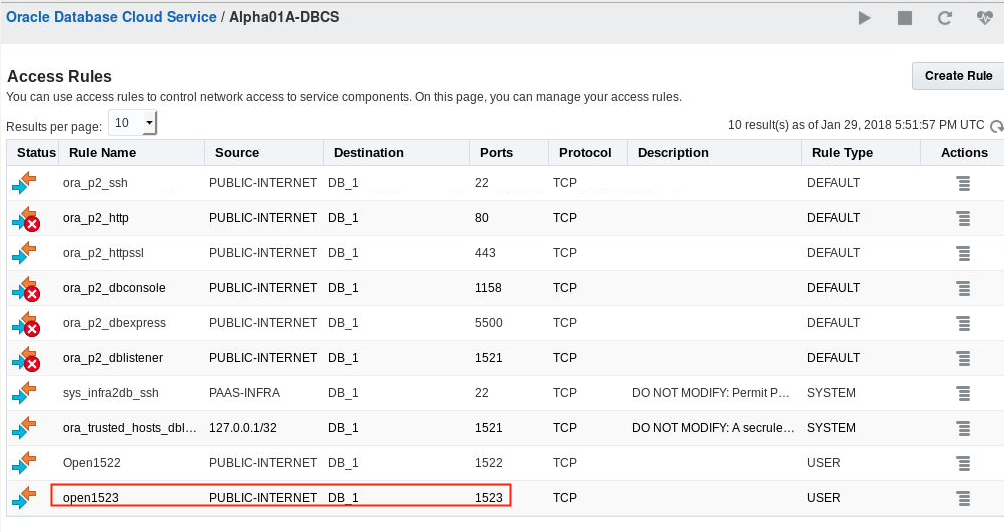 Oracle Database Cloud Service / Alpha01A-DBCS
Access Rules
Create Rule
You can use access rules to control network access to service components. On this page, you can manage your access rules.
Results per page: 10
10 result(s) as of Jan 29, 2018 5:51:57 PM UTC
Status Rule Name Source Destination Ports Protocol Description Rule Type Actions
ora_p2_ssh PUBLIC-INTERNET DB_1 22 TCP DEFAULT
ora_p2_http PUBLIC-INTERNET DB_1 80 TCP DEFAULT
ora_p2_httpssl PUBLIC-INTERNET DB_1 443 TCP DEFAULT
ora_p2_dbconsole PUBLIC-INTERNET DB_1 1158 TCP DEFAULT
ora_p2_dbexpress PUBLIC-INTERNET DB_1 5500 TCP DEFAULT
ora_p2_dblistener PUBLIC-INTERNET DB_1 1521 TCP DEFAULT
sys_infra2db_ssh PAAS-INFRA DB_1 22 TCP DO NOT MODIFY: Permit P... SYSTEM
ora_trusted_hosts_dbl... 127.0.0.1/32 DB_1 1521 TCP DO NOT MODIFY: A secrule... SYSTEM
Open1522 PUBLIC-INTERNET DB_1 1522 TCP USER
open1523 PUBLIC-INTERNET DB_1 1523 TCP USER